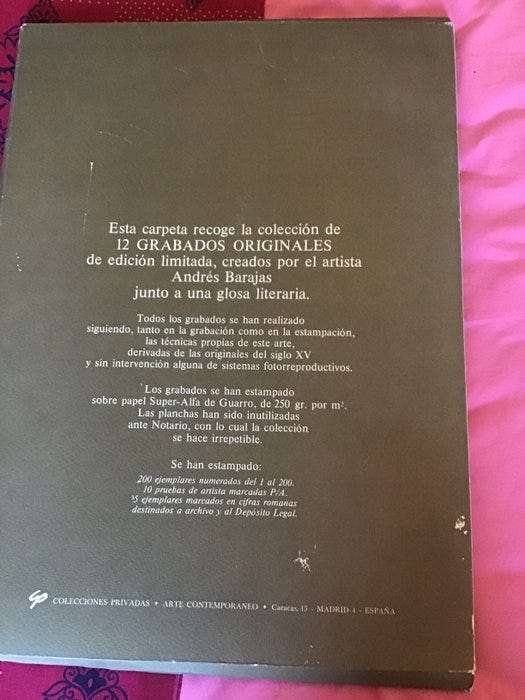 Esta carpeta recoge la colección de
12 GRABADOS ORIGINALES
de edición limitada, creados por el artista
Andrés Barajas
junto a una glosa literaria.
Todos los grabados se han realizado
siguiendo, tanto en la grabación como en la estampación,
las técnicas propias de este arte,
derivadas de las originales del siglo XV
y sin intervención alguna de sistemas fotorreproductivos.
Los grabados se han estampado
sobre papel Super-Alfa de Guarro, de 250 gr. por m².
Las planchas han sido inutilizadas
ante Notario, con lo cual la colección
se hace irrepetible.
Se han estampado:
200 ejemplares numerados del 1 al 200.
10 pruebas de artista marcadas P/A.
5 ejemplares marcados en cifras romanas
destinados a archivo y al Depósito Legal.
cp COLECCIONES PRIVADAS • ARTE CONTEMPORANEO • Caracas, 15 - MADRID-4 - ESPAÑA